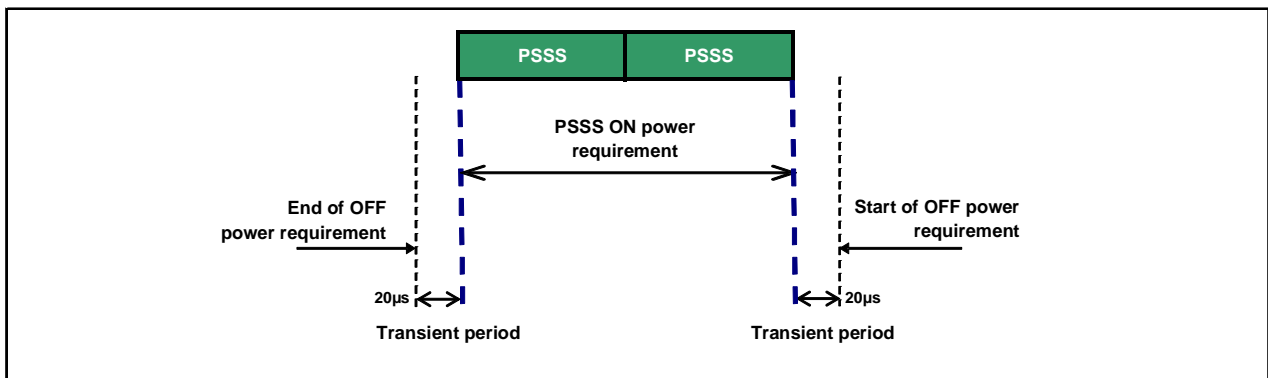 PSSS PSSS
PSSS ON power
requirement
End of OFF
power requirement
Start of OFF power
requirement
20µs
20µs
Transient period
Transient period